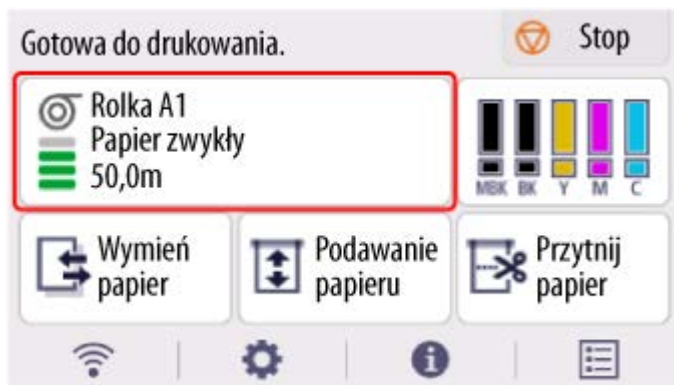 Gotowa do drukowania.
Stop
Rolka A1
Papier zwykły
50,0m
MBK BK Y M C
Wymień
papier
Podawanie
papieru
Przytnij
papier